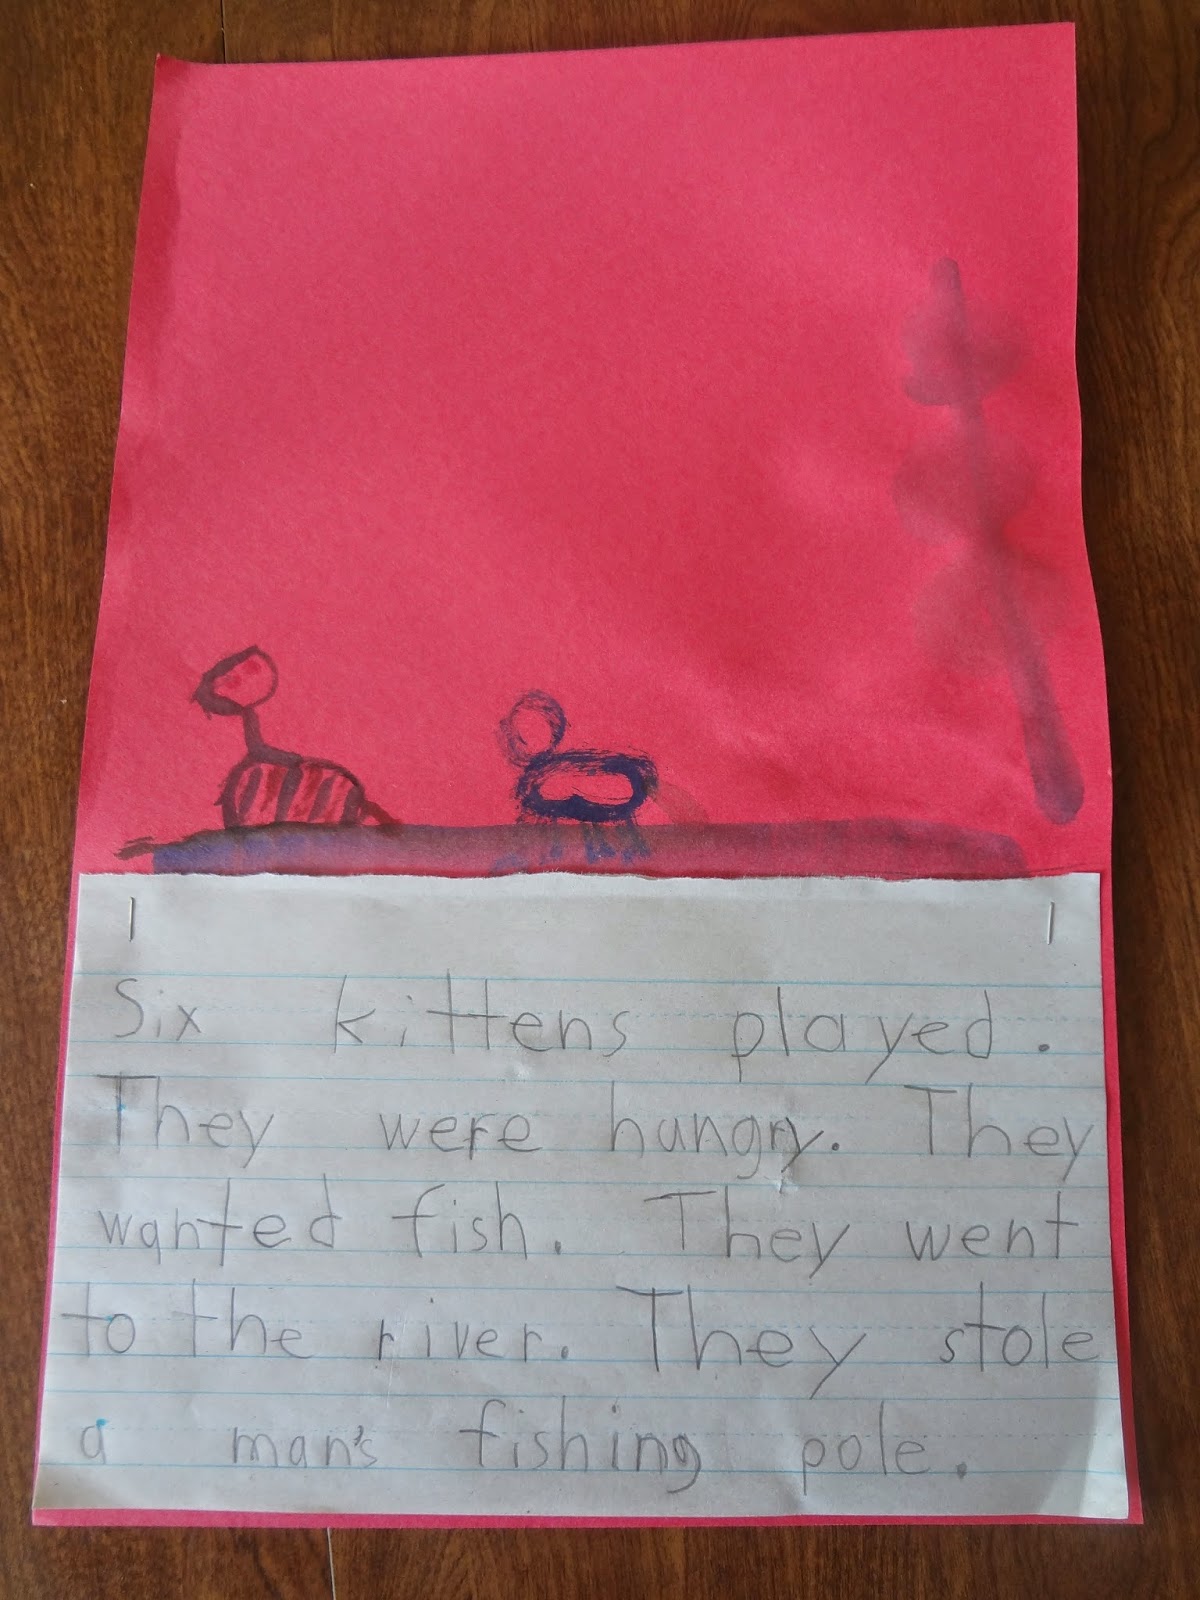 Six kittens played.
They were hungry. They
wanted fish. They went
to the river. They stole
a man's fishing pole.